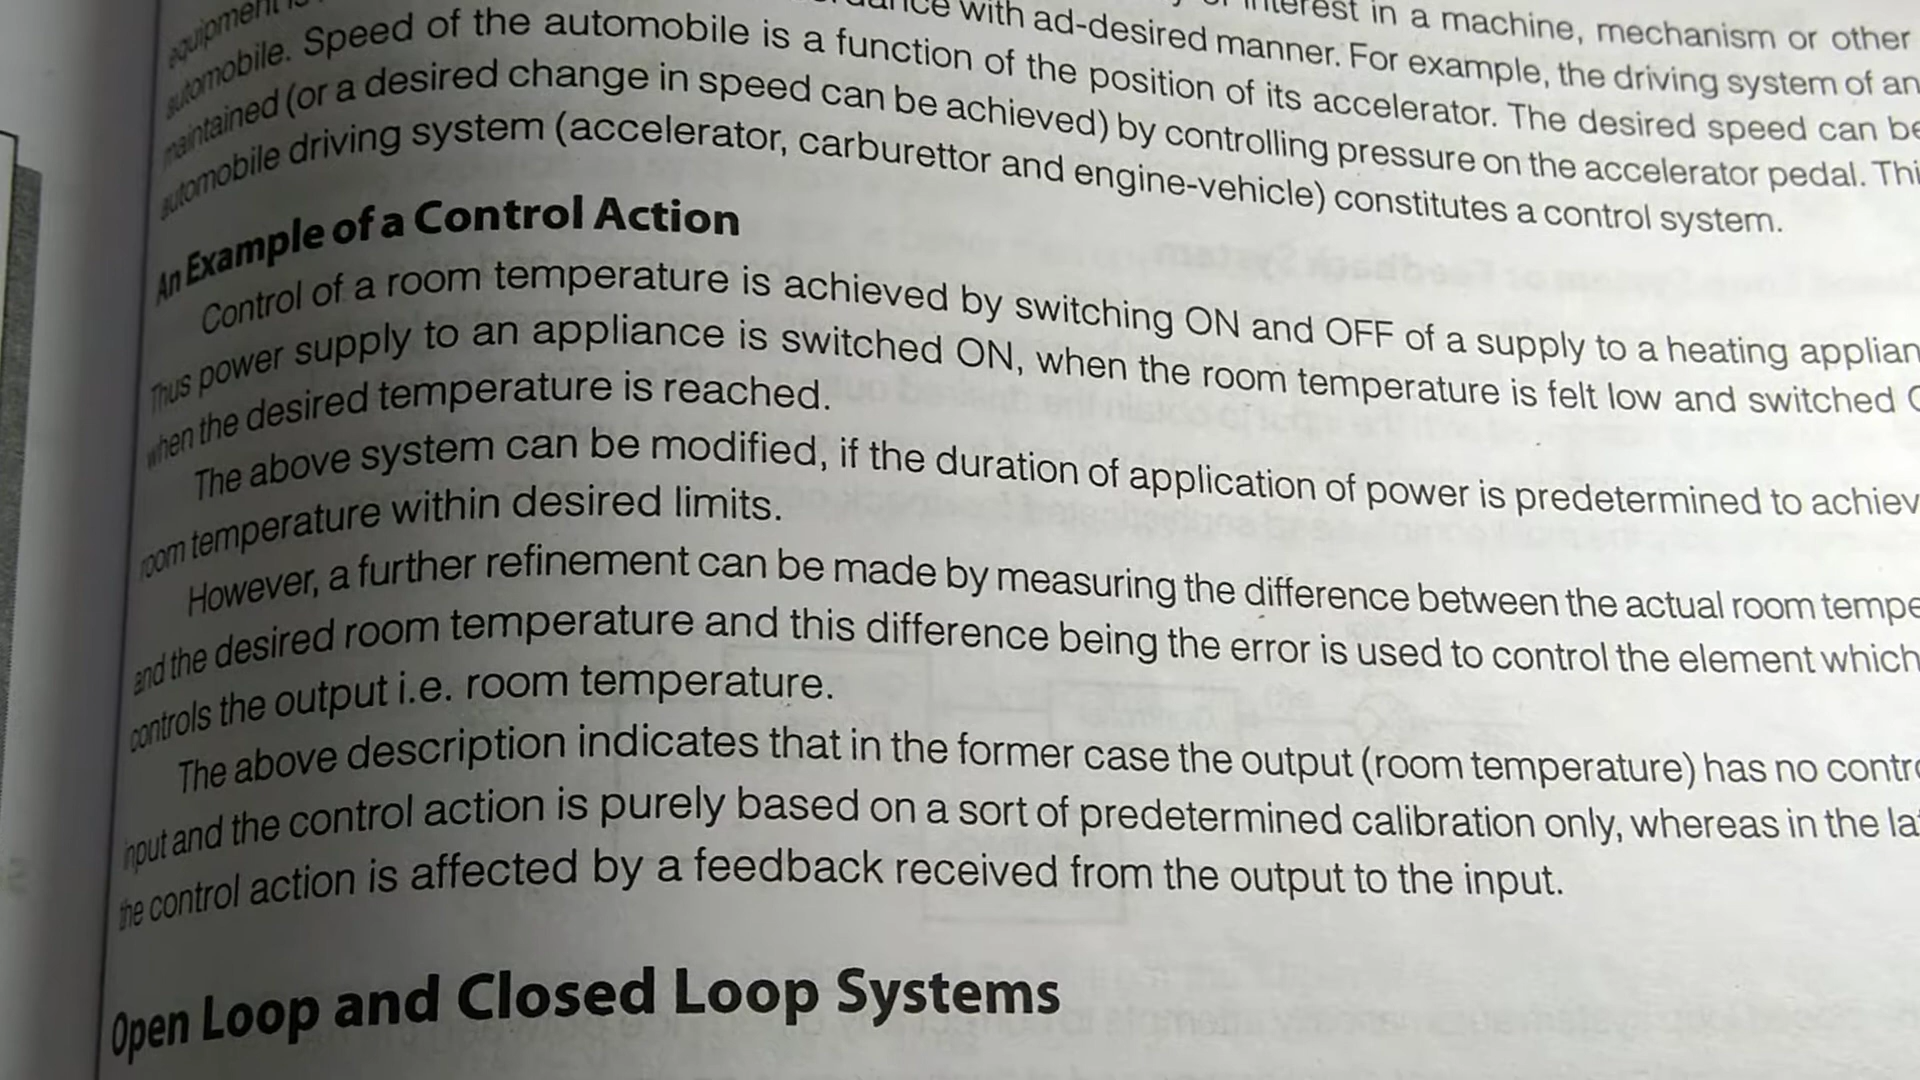 interest in a machine, mechanism or other
equipment with ad-desired manner. For example, the driving system of an
automobile. Speed of the automobile is a function of the position of its accelerator. The desired speed can be
maintained (or a desired change in speed can be achieved) by controlling pressure on the accelerator pedal. This
automobile driving system (accelerator, carburettor and engine-vehicle) constitutes a control system.
An Example of a Control Action
Control of a room temperature is achieved by switching ON and OFF of a supply to a heating applian
Thus power supply to an appliance is switched ON, when the room temperature is felt low and switched O
when the desired temperature is reached.
The above system can be modified, if the duration of application of power is predetermined to achiev
room temperature within desired limits.
However, a further refinement can be made by measuring the difference between the actual room tempe
and the desired room temperature and this difference being the error is used to control the element which
controls the output i.e. room temperature.
The above description indicates that in the former case the output (room temperature) has no contro
input and the control action is purely based on a sort of predetermined calibration only, whereas in the lat
the control action is affected by a feedback received from the output to the input.
Open Loop and Closed Loop Systems